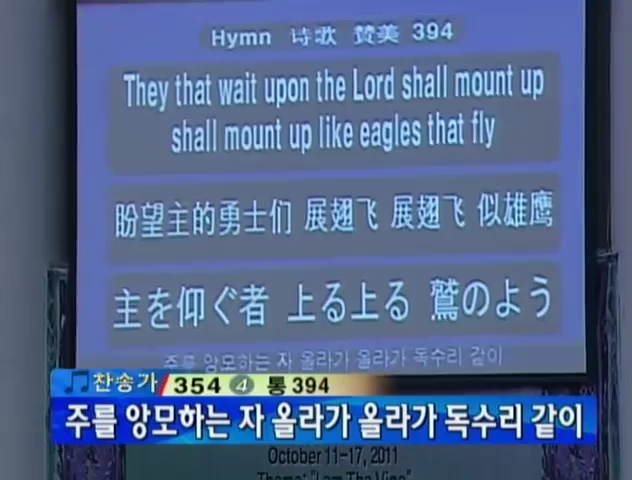 Hymn 诗歌 賛美 394
They that wait upon the Lord shall mount up
shall mount up like eagles that fly
盼望主的勇士们 展翅飞 展翅飞 似雄鹰
主を仰ぐ者 上る上る 鷲のよう
주를 앙모하는 자 올라가 올라가 독수리 같이
찬송가 354 4 통 394
주를 앙모하는 자 올라가 올라가 독수리 같이
October 11-17, 2011
Theme: "I am The Vine"